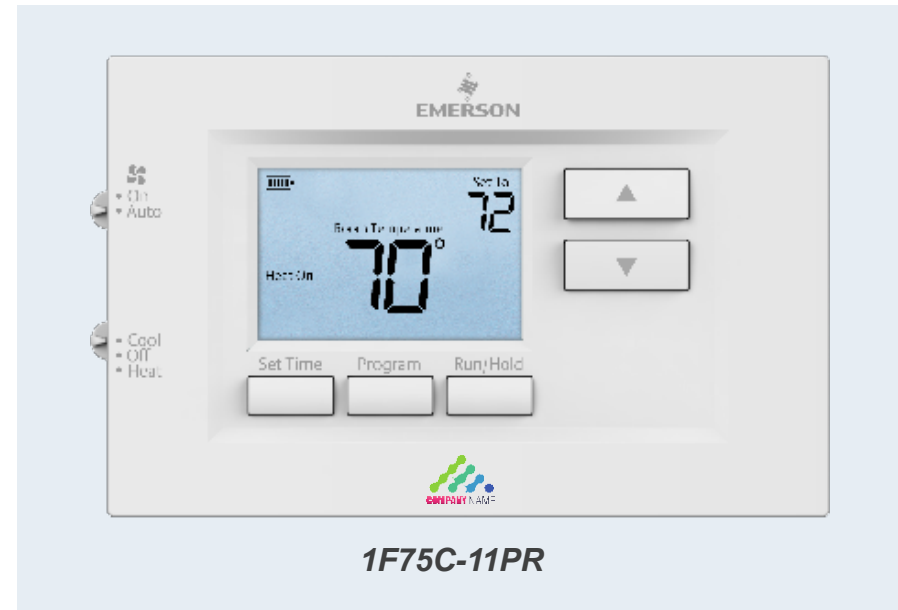 EMERSON
• On
• Auto
Set To
72
Room Temperature
70°
Heat On
• Cool
• Off
• Heat
Set Time
Program
Run/Hold
COMPANY NAME
1F75C-11PR